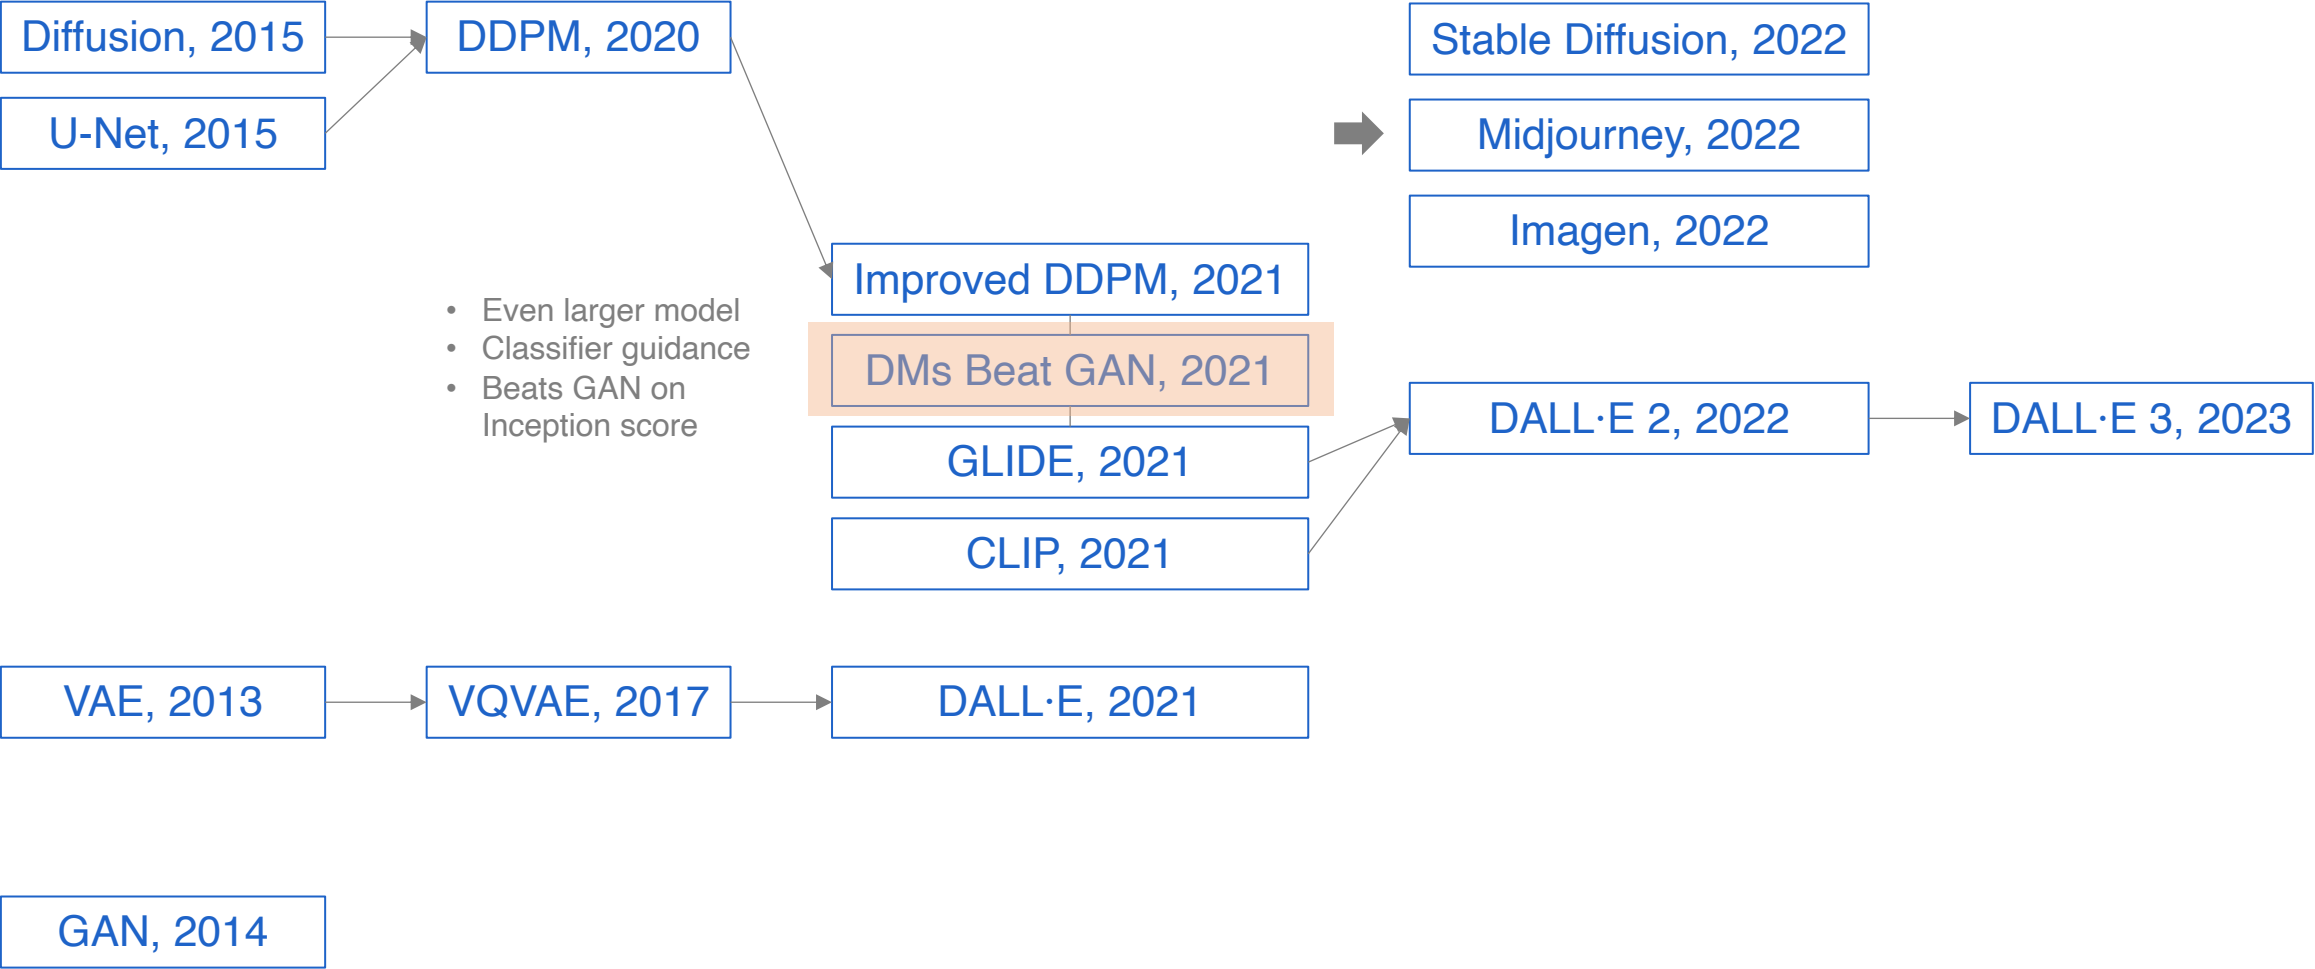 Diffusion, 2015
DDPM, 2020
Stable Diffusion, 2022
U-Net, 2015
Midjourney, 2022
Imagen, 2022
Improved DDPM, 2021
• Even larger model
• Classifier guidance
• Beats GAN on
Inception score
DMs Beat GAN, 2021
DALL·E 2, 2022
DALL·E 3, 2023
GLIDE, 2021
CLIP, 2021
VAE, 2013
VQVAE, 2017
DALL·E, 2021
GAN, 2014